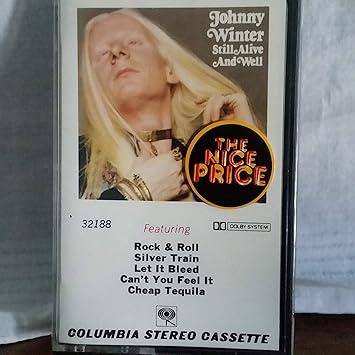 Johnny
Winter
Still Alive
And Well
THE
NICE
PRICE
32188
Featuring
DOLBY SYSTEM
Rock & Roll
Silver Train
Let It Bleed
Can't You Feel It
Cheap Tequila
COLUMBIA STEREO CASSETTE